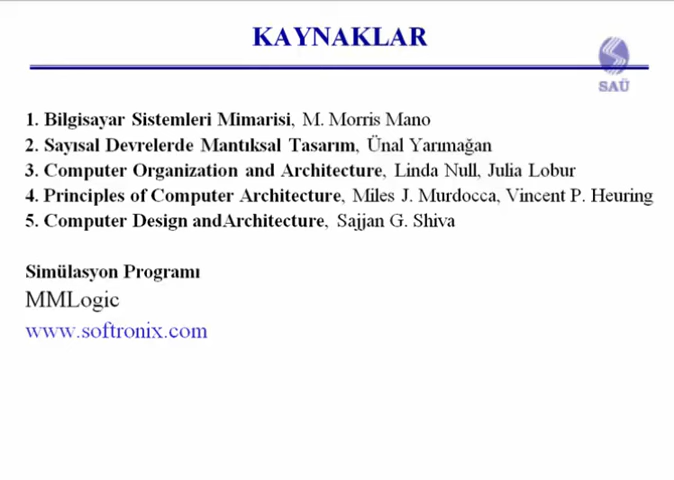 KAYNAKLAR
SAÜ
1. Bilgisayar Sistemleri Mimarisi, M. Morris Mano
2. Sayısal Devrelerde Mantıksal Tasarım, Ünal Yarımağan
3. Computer Organization and Architecture, Linda Null, Julia Lobur
4. Principles of Computer Architecture, Miles J. Murdocca, Vincent P. Heuring
5. Computer Design andArchitecture, Sajjan G. Shiva
Simülasyon Programı
MMLogic
www.softronix.com